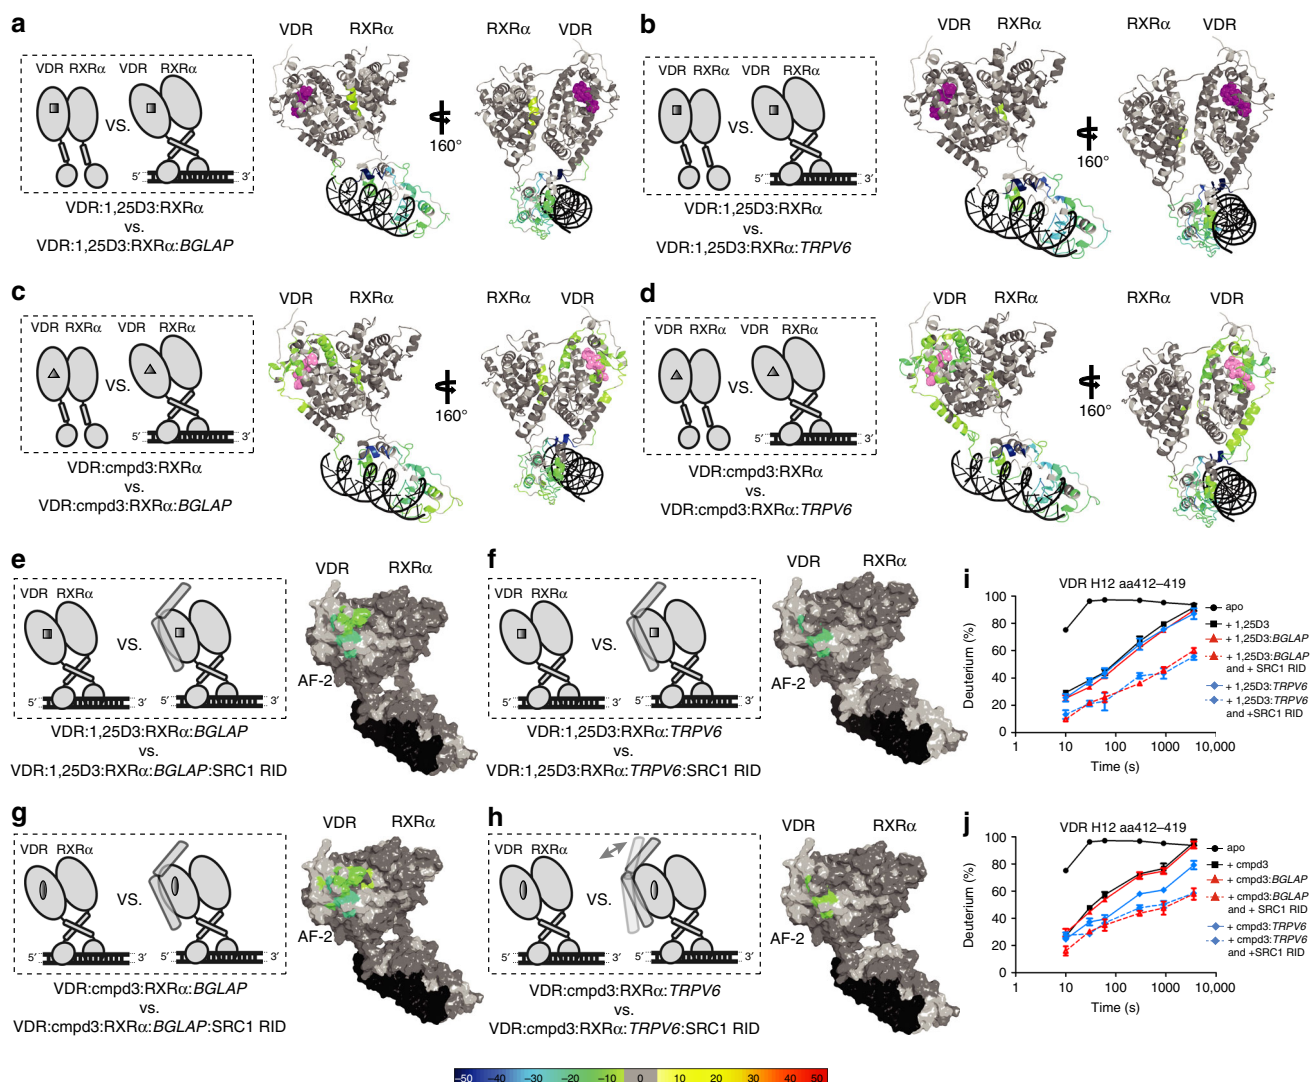 a
VDR RXRα
RXRα VDR
VDR RXRα VDR RXRα
VS.
5′ 3′
160°
VDR:1,25D3:RXRα
vs.
VDR:1,25D3:RXRα:BGLAP
b
VDR RXRα
RXRα VDR
VDR RXRα VDR RXRα
VS.
5′ 3′
160°
VDR:1,25D3:RXRα
vs.
VDR:1,25D3:RXRα:TRPV6
c
VDR RXRα
RXRα VDR
VDR RXRα VDR RXRα
VS.
5′ 3′
160°
VDR:cmpd3:RXRα
vs.
VDR:cmpd3:RXRα:BGLAP
d
VDR RXRα
RXRα VDR
VDR RXRα VDR RXRα
VS.
5′ 3′
160°
VDR:cmpd3:RXRα
vs.
VDR:cmpd3:RXRα:TRPV6
e
VDR RXRα
VDR RXRα
VS.
5′ 3′ 5′ 3′
AF-2
VDR:1,25D3:RXRα:BGLAP
vs.
VDR:1,25D3:RXRα:BGLAP:SRC1 RID
f
VDR RXRα
VDR RXRα
VS.
5′ 3′ 5′ 3′
AF-2
VDR:1,25D3:RXRα:TRPV6
vs.
VDR:1,25D3:RXRα:TRPV6:SRC1 RID
g
VDR RXRα
VDR RXRα
VS.
5′ 3′ 5′ 3′
AF-2
VDR:cmpd3:RXRα:BGLAP
vs.
VDR:cmpd3:RXRα:BGLAP:SRC1 RID
h
VDR RXRα
VDR RXRα
VS.
5′ 3′ 5′ 3′
AF-2
VDR:cmpd3:RXRα:TRPV6
vs.
VDR:cmpd3:RXRα:TRPV6:SRC1 RID
i
VDR H12 aa412–419
Deuterium (%)
100
80
60
40
20
0
1 10 100 1000 10,000
Time (s)
apo
+ 1,25D3
+ 1,25D3:BGLAP
+ 1,25D3:BGLAP
and + SRC1 RID
+ 1,25D3:TRPV6
+ 1,25D3:TRPV6
and +SRC1 RID
j
VDR H12 aa412–419
Deuterium (%)
100
80
60
40
20
0
1 10 100 1000 10,000
Time (s)
apo
+ cmpd3
+ cmpd3:BGLAP
+ cmpd3:BGLAP
and + SRC1 RID
+ cmpd3:TRPV6
+ cmpd3:TRPV6
and +SRC1 RID
−50 −40 −30 −20 −10 0 10 20 30 40 50